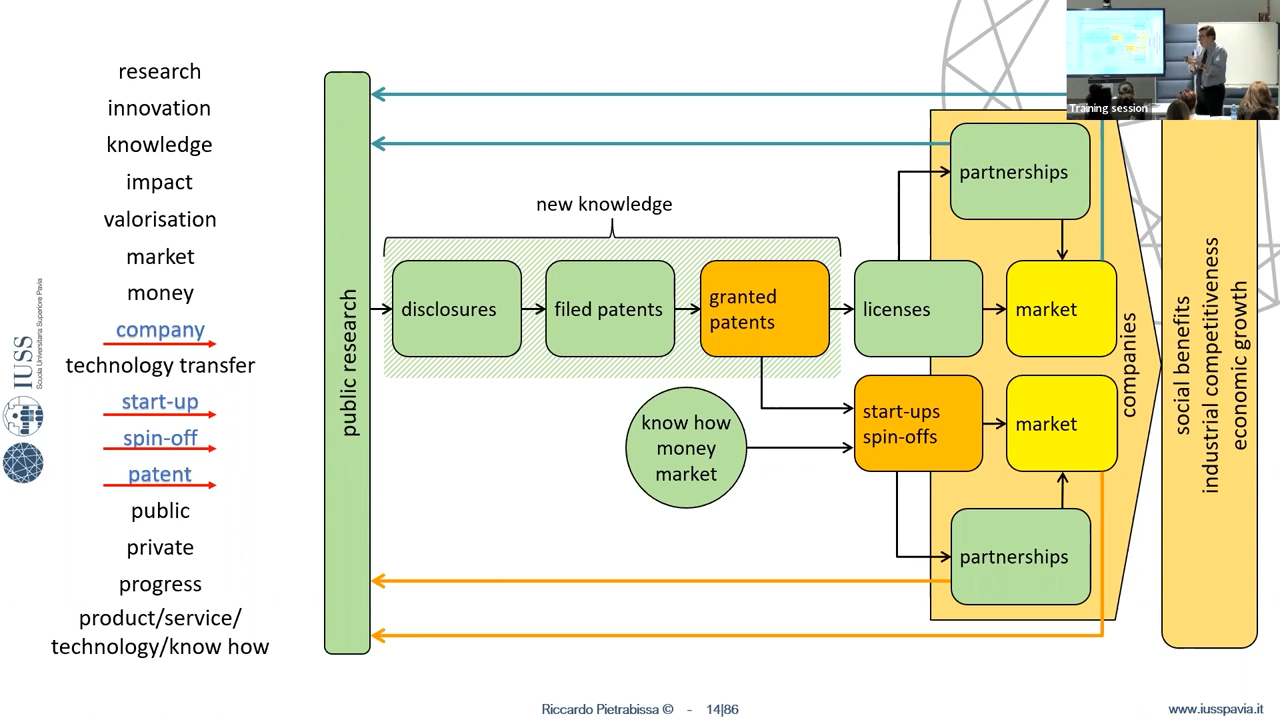 research
innovation
knowledge
impact
valorisation
market
money
company
technology transfer
start-up
spin-off
patent
public
private
progress
product/service/
technology/know how
IUSS
Scuola Universitaria Superiore Pavia
public research
new knowledge
disclosures
filed patents
granted
patents
licenses
partnerships
market
know how
money
market
start-ups
spin-offs
market
partnerships
companies
social benefits
industrial competitiveness
economic growth
Training session
Riccardo Pietrabissa © - 14|86
www.iusspavia.it